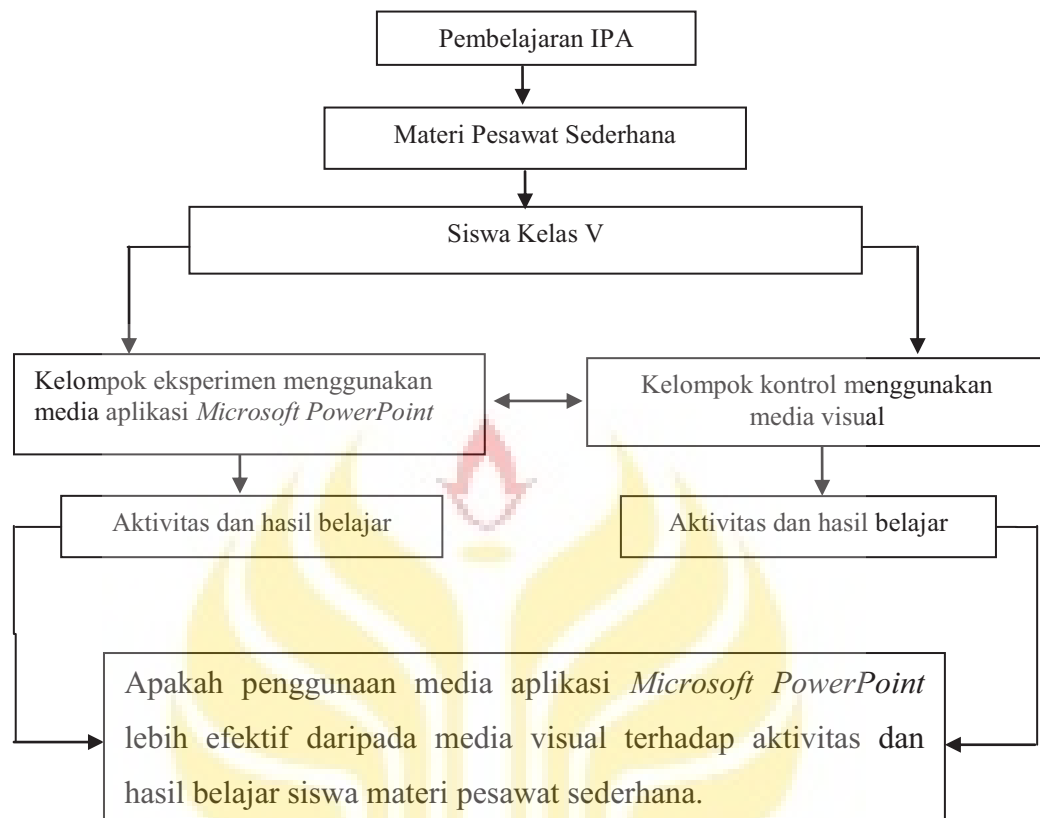 Pembelajaran IPA
Materi Pesawat Sederhana
Siswa Kelas V
Kelompok eksperimen menggunakan
media aplikasi Microsoft PowerPoint
Kelompok kontrol menggunakan
media visual
Aktivitas dan hasil belajar
Aktivitas dan hasil belajar
Apakah penggunaan media aplikasi Microsoft PowerPoint
lebih efektif daripada media visual terhadap aktivitas dan
hasil belajar siswa materi pesawat sederhana.